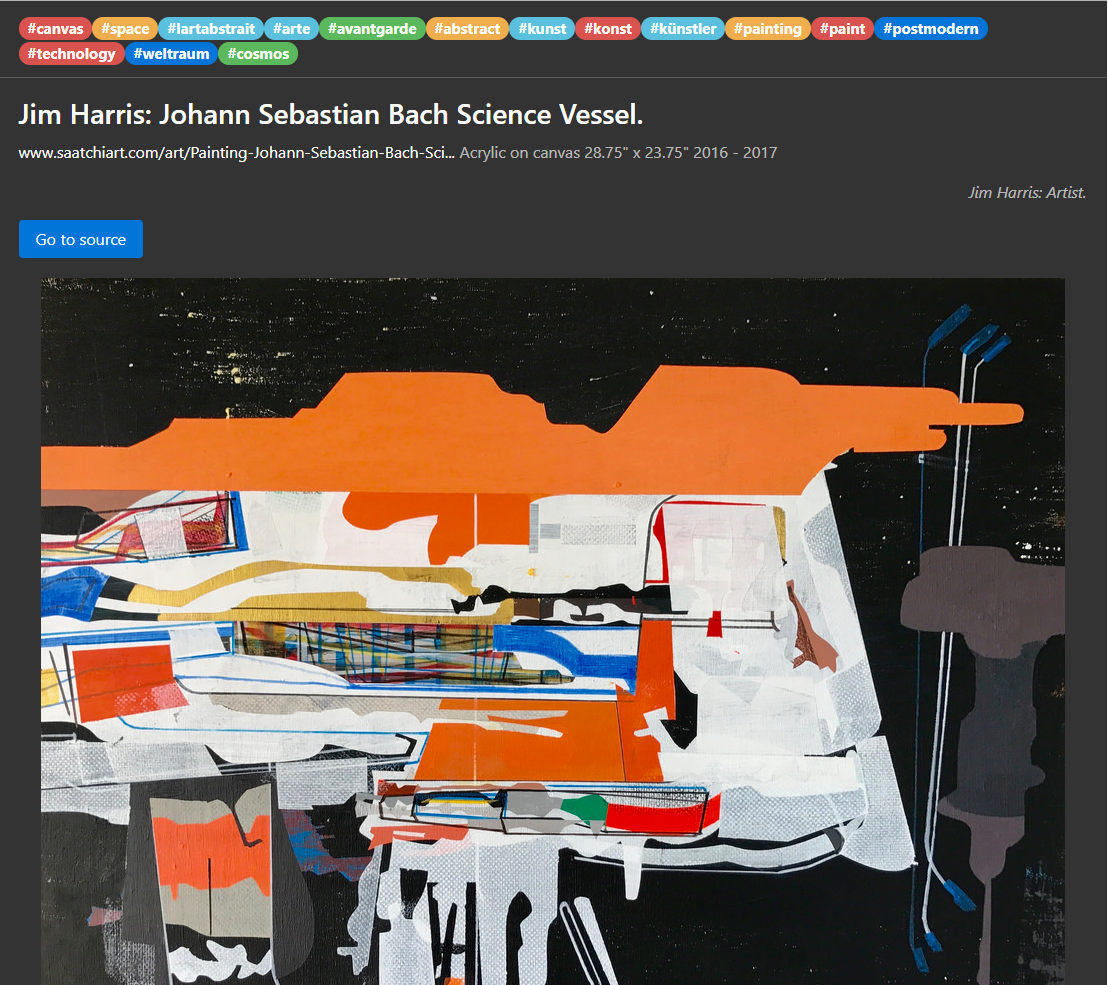 #canvas #space #lartabstrait #arte #avantgarde #abstract #kunst #konst #künstler #painting #paint #postmodern
#technology #weltraum #cosmos
Jim Harris: Johann Sebastian Bach Science Vessel.
www.saatchiart.com/art/Painting-Johann-Sebastian-Bach-Sci... Acrylic on canvas 28.75" x 23.75" 2016 - 2017
Jim Harris: Artist.
Go to source